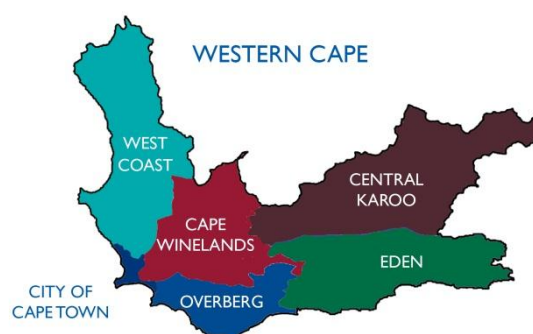 WESTERN CAPE
WEST
COAST
CENTRAL
KAROO
CAPE
WINELANDS
EDEN
CITY OF
CAPE TOWN
OVERBERG